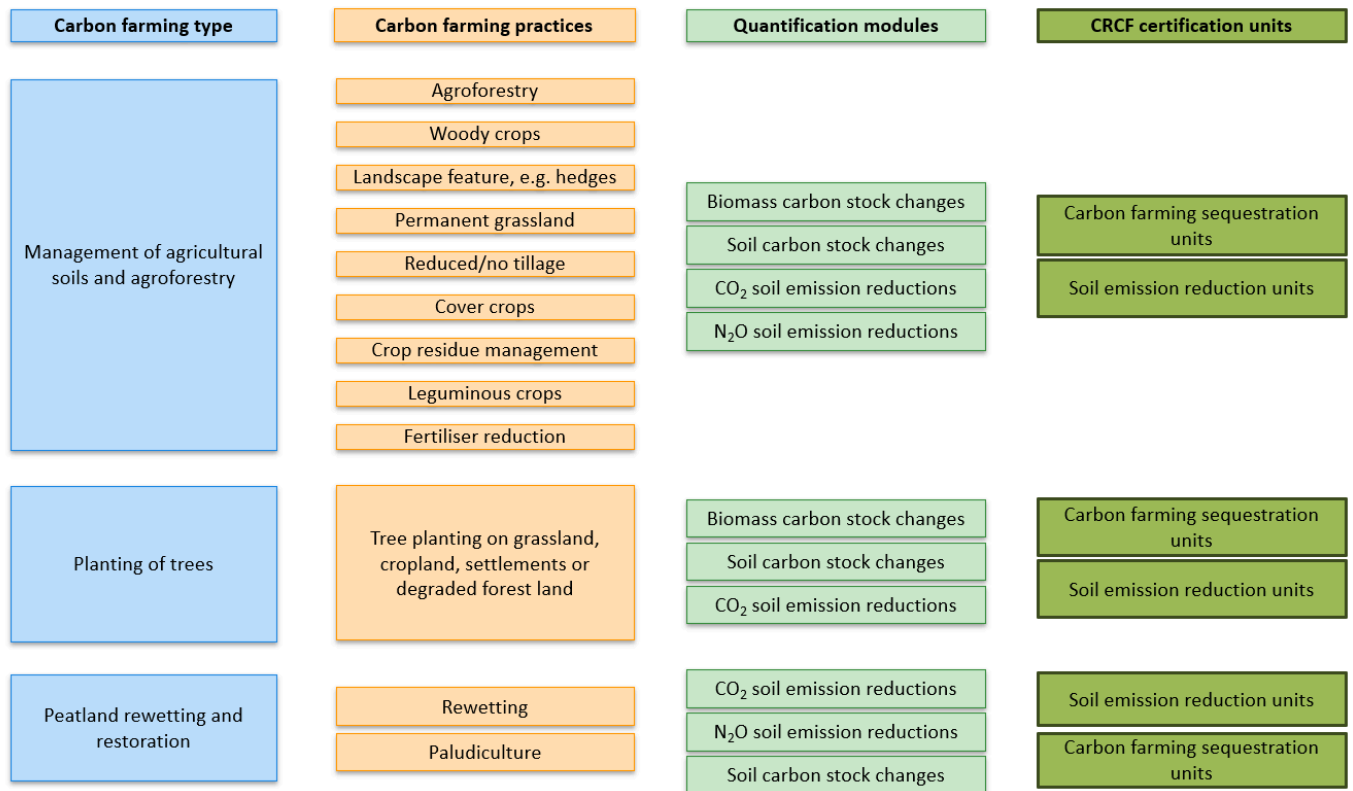 Carbon farming type
Carbon farming practices
Quantification modules
CRCF certification units
Management of agricultural
soils and agroforestry
Agroforestry
Woody crops
Landscape feature, e.g. hedges
Permanent grassland
Reduced/no tillage
Cover crops
Crop residue management
Leguminous crops
Fertiliser reduction
Biomass carbon stock changes
Soil carbon stock changes
CO₂ soil emission reductions
N₂O soil emission reductions
Carbon farming sequestration
units
Soil emission reduction units
Planting of trees
Tree planting on grassland,
cropland, settlements or
degraded forest land
Biomass carbon stock changes
Soil carbon stock changes
CO₂ soil emission reductions
Carbon farming sequestration
units
Soil emission reduction units
Peatland rewetting and
restoration
Rewetting
Paludiculture
CO₂ soil emission reductions
N₂O soil emission reductions
Soil carbon stock changes
Soil emission reduction units
Carbon farming sequestration
units